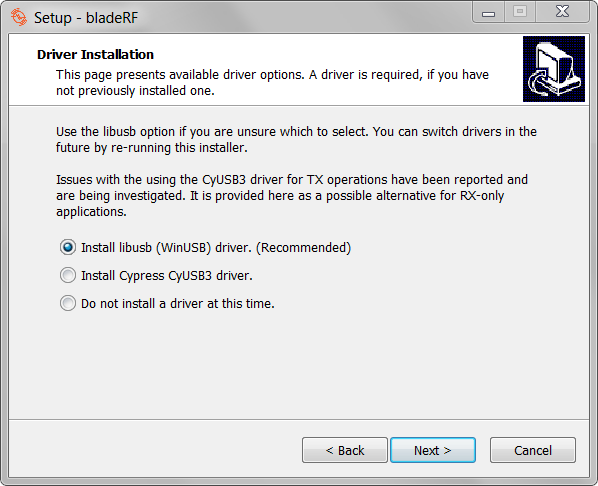 Setup - bladeRF
Driver Installation
This page presents available driver options. A driver is required, if you have
not previously installed one.
Use the libusb option if you are unsure which to select. You can switch drivers in the
future by re-running this installer.
Issues with the using the CyUSB3 driver for TX operations have been reported and
are being investigated. It is provided here as a possible alternative for RX-only
applications.
Install libusb (WinUSB) driver. (Recommended)
Install Cypress CyUSB3 driver.
Do not install a driver at this time.
< Back
Next >
Cancel